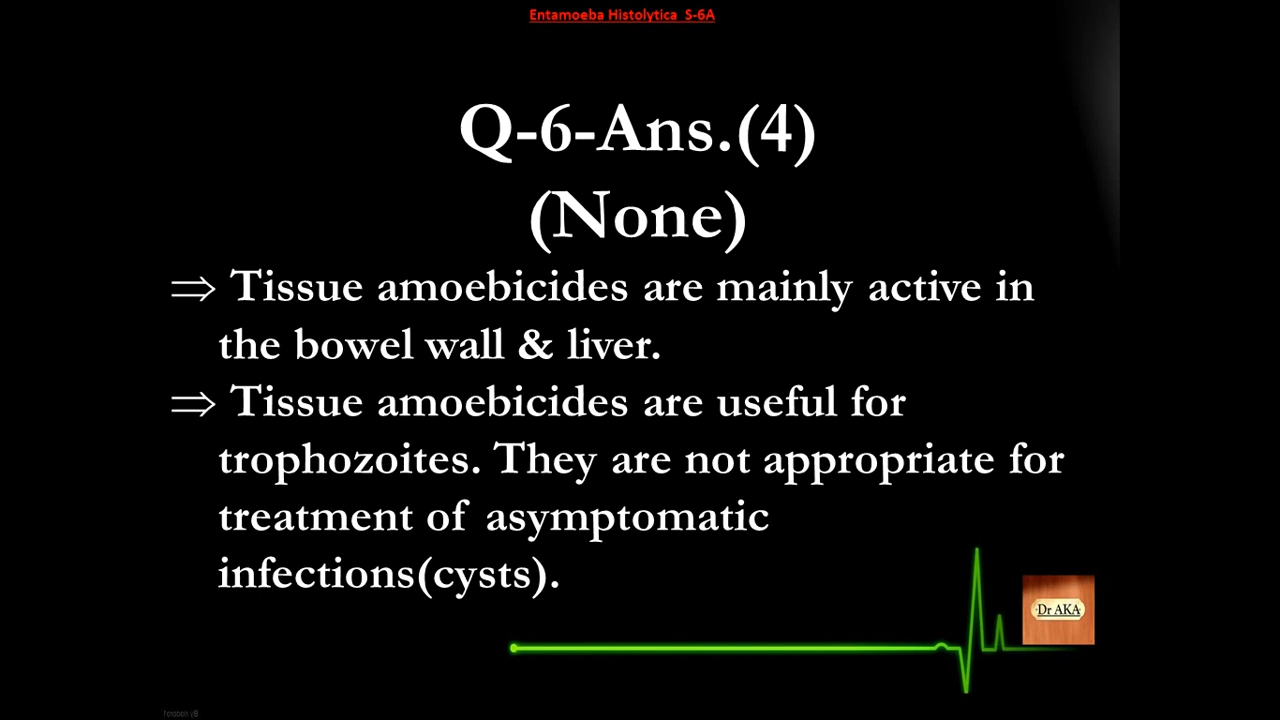 Entamoeba Histolytica S-6A
Q-6-Ans.(4)
(None)
⇒ Tissue amoebicides are mainly active in
the bowel wall & liver.
⇒ Tissue amoebicides are useful for
trophozoites. They are not appropriate for
treatment of asymptomatic
infections(cysts).
Dr AKA